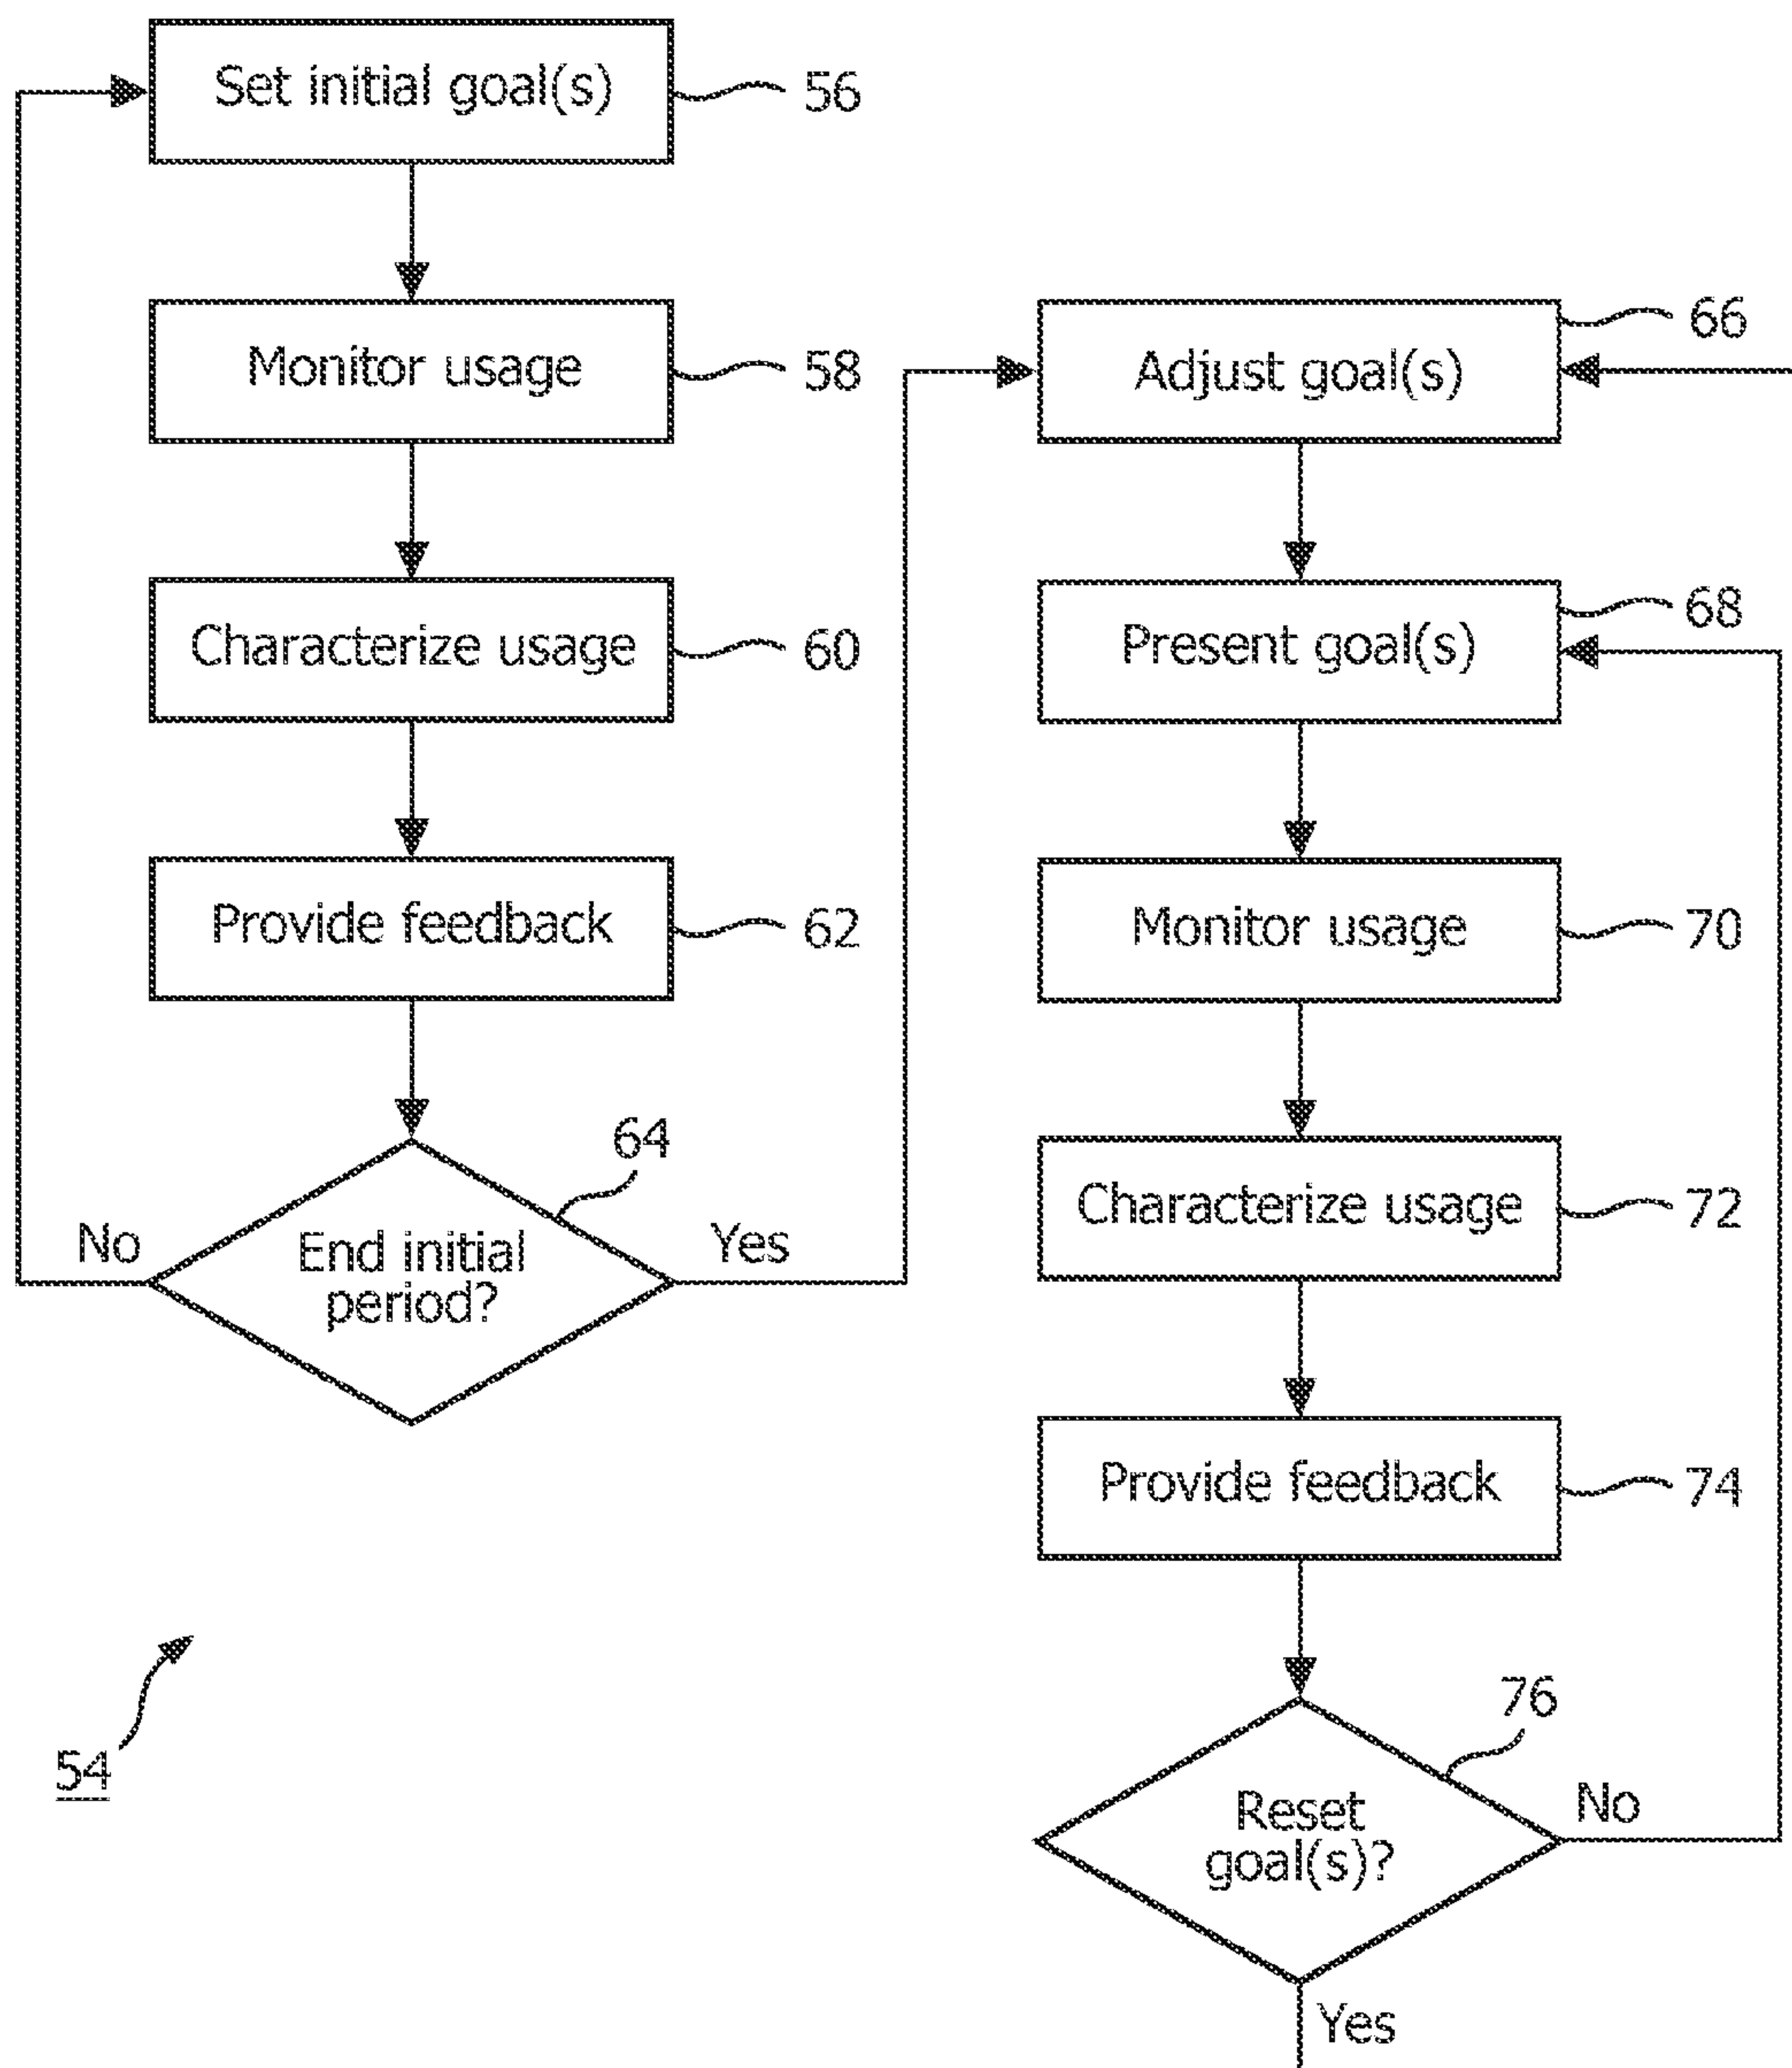 Set initial goal(s)
56
Monitor usage
58
Characterize usage
60
Provide feedback
62
64
No
End initial
period?
Yes
66
Adjust goal(s)
68
Present goal(s)
Monitor usage
70
Characterize usage
72
Provide feedback
74
76
Reset
goal(s)?
No
Yes
54